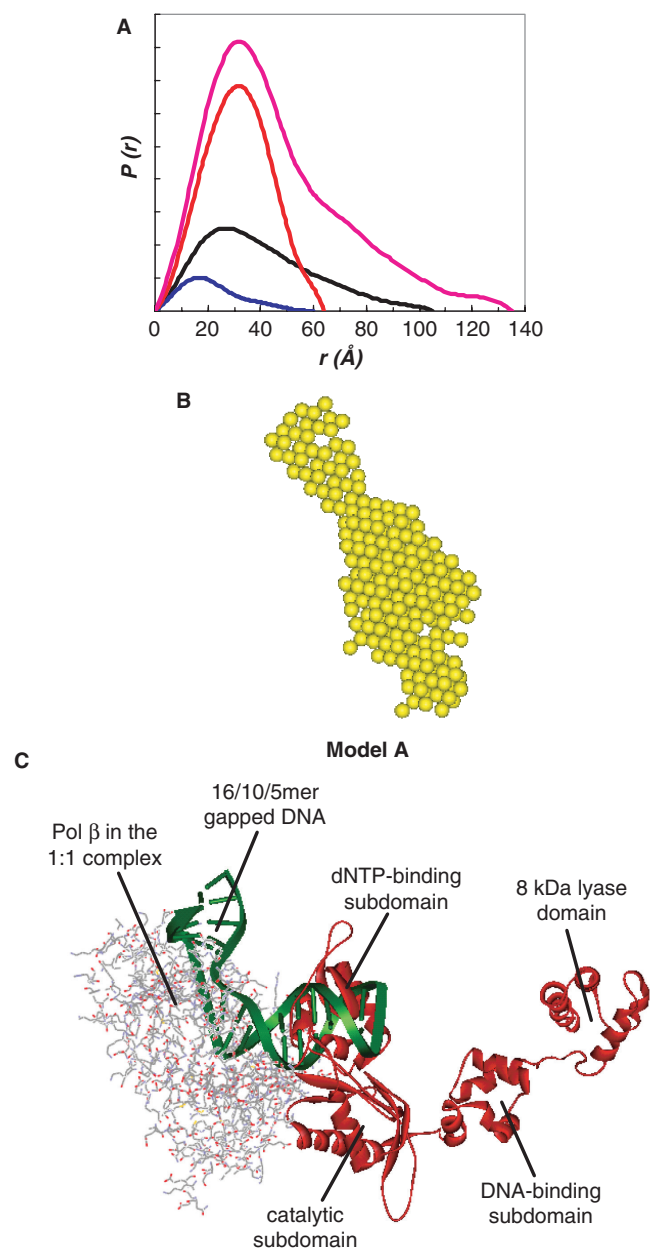 A
P (r)
0 20 40 60 80 100 120 140
r (Å)
B
Model A
C
16/10/5mer
gapped DNA
Pol β in the
1:1 complex
dNTP-binding
subdomain
8 kDa lyase
domain
DNA-binding
subdomain
catalytic
subdomain